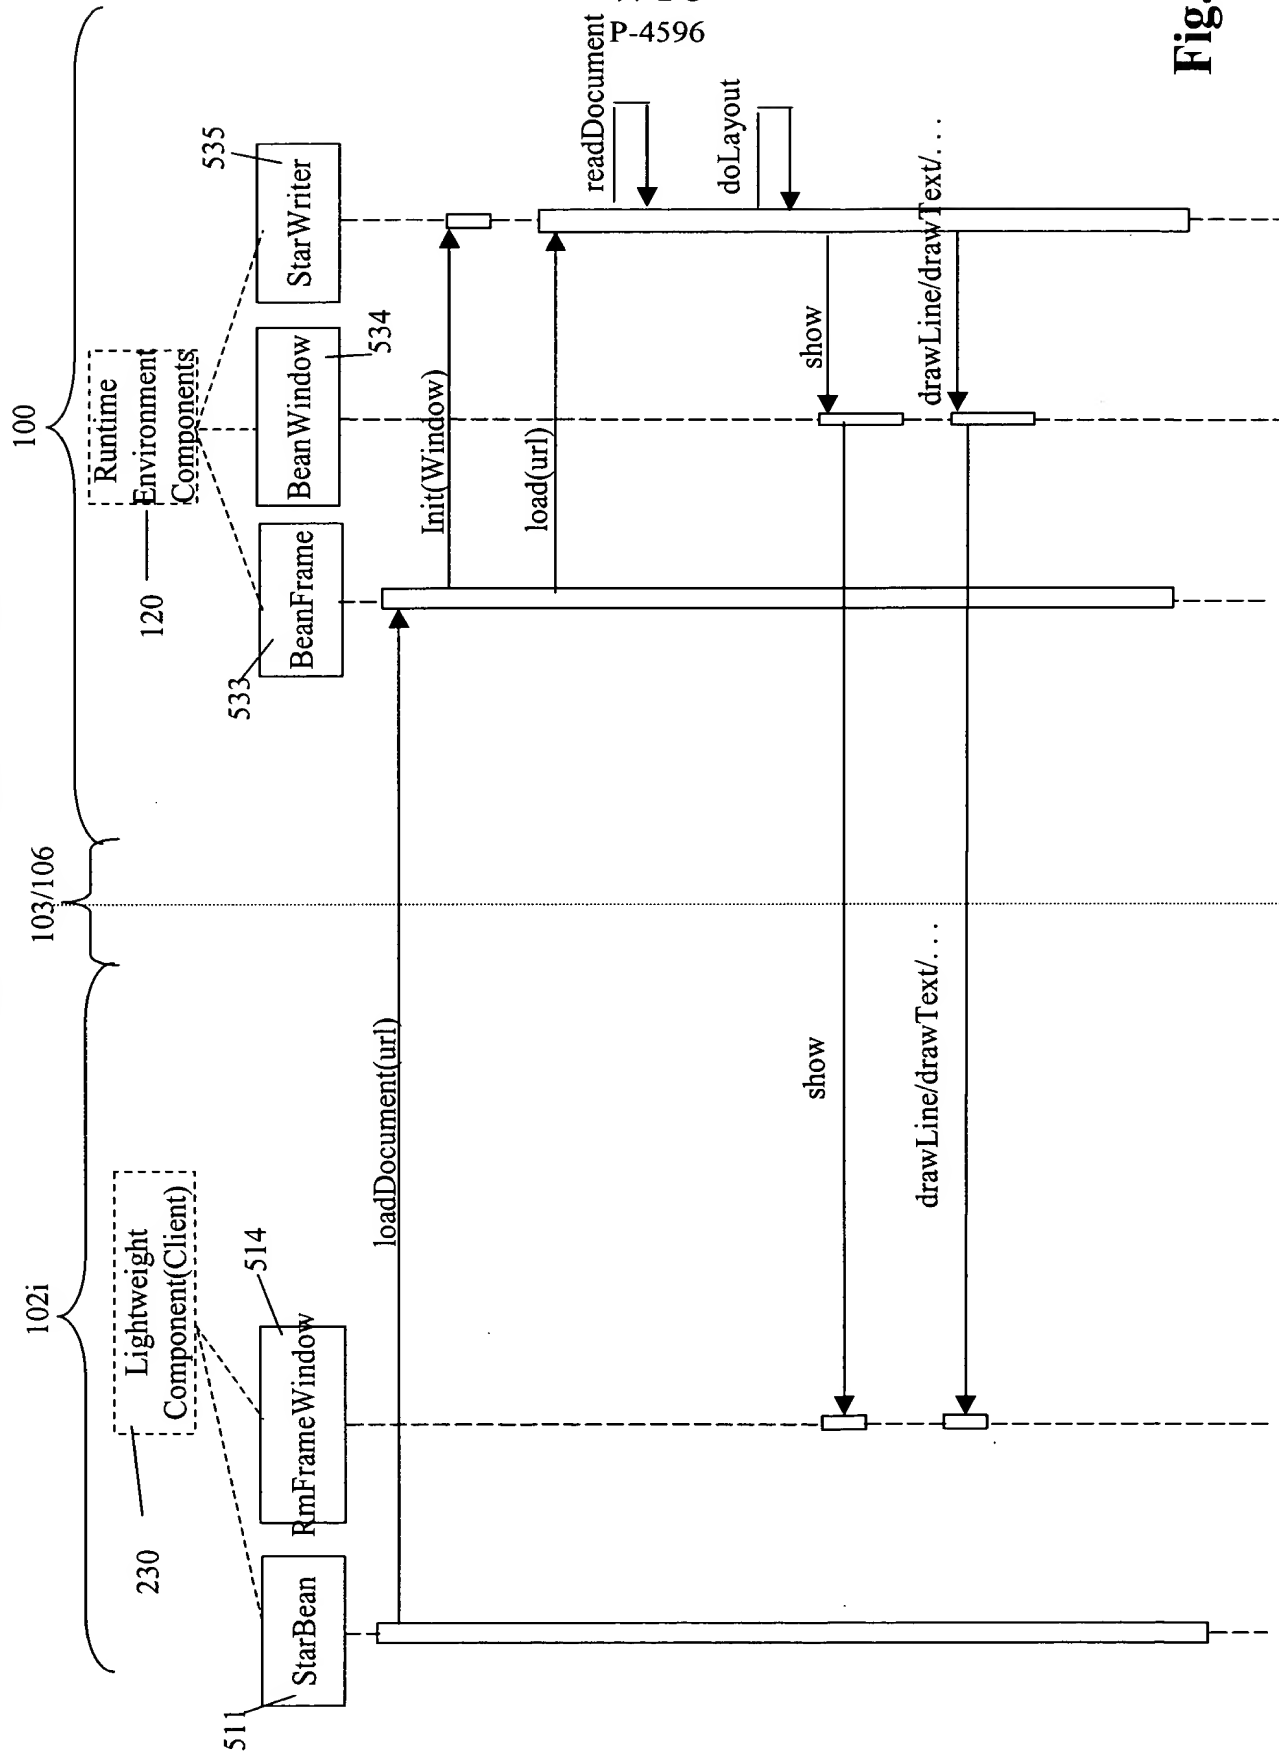 P-4596
Fig.
102i
103/106
100
230
Lightweight
Component(Client)
120
Runtime
Environment
Components
511
StarBean
514
RmFrameWindow
533
BeanFrame
534
BeanWindow
535
StarWriter
loadDocument(url)
Init(Window)
load(url)
readDocument
doLayout
show
show
drawLine/drawText/...
drawLine/drawText/...